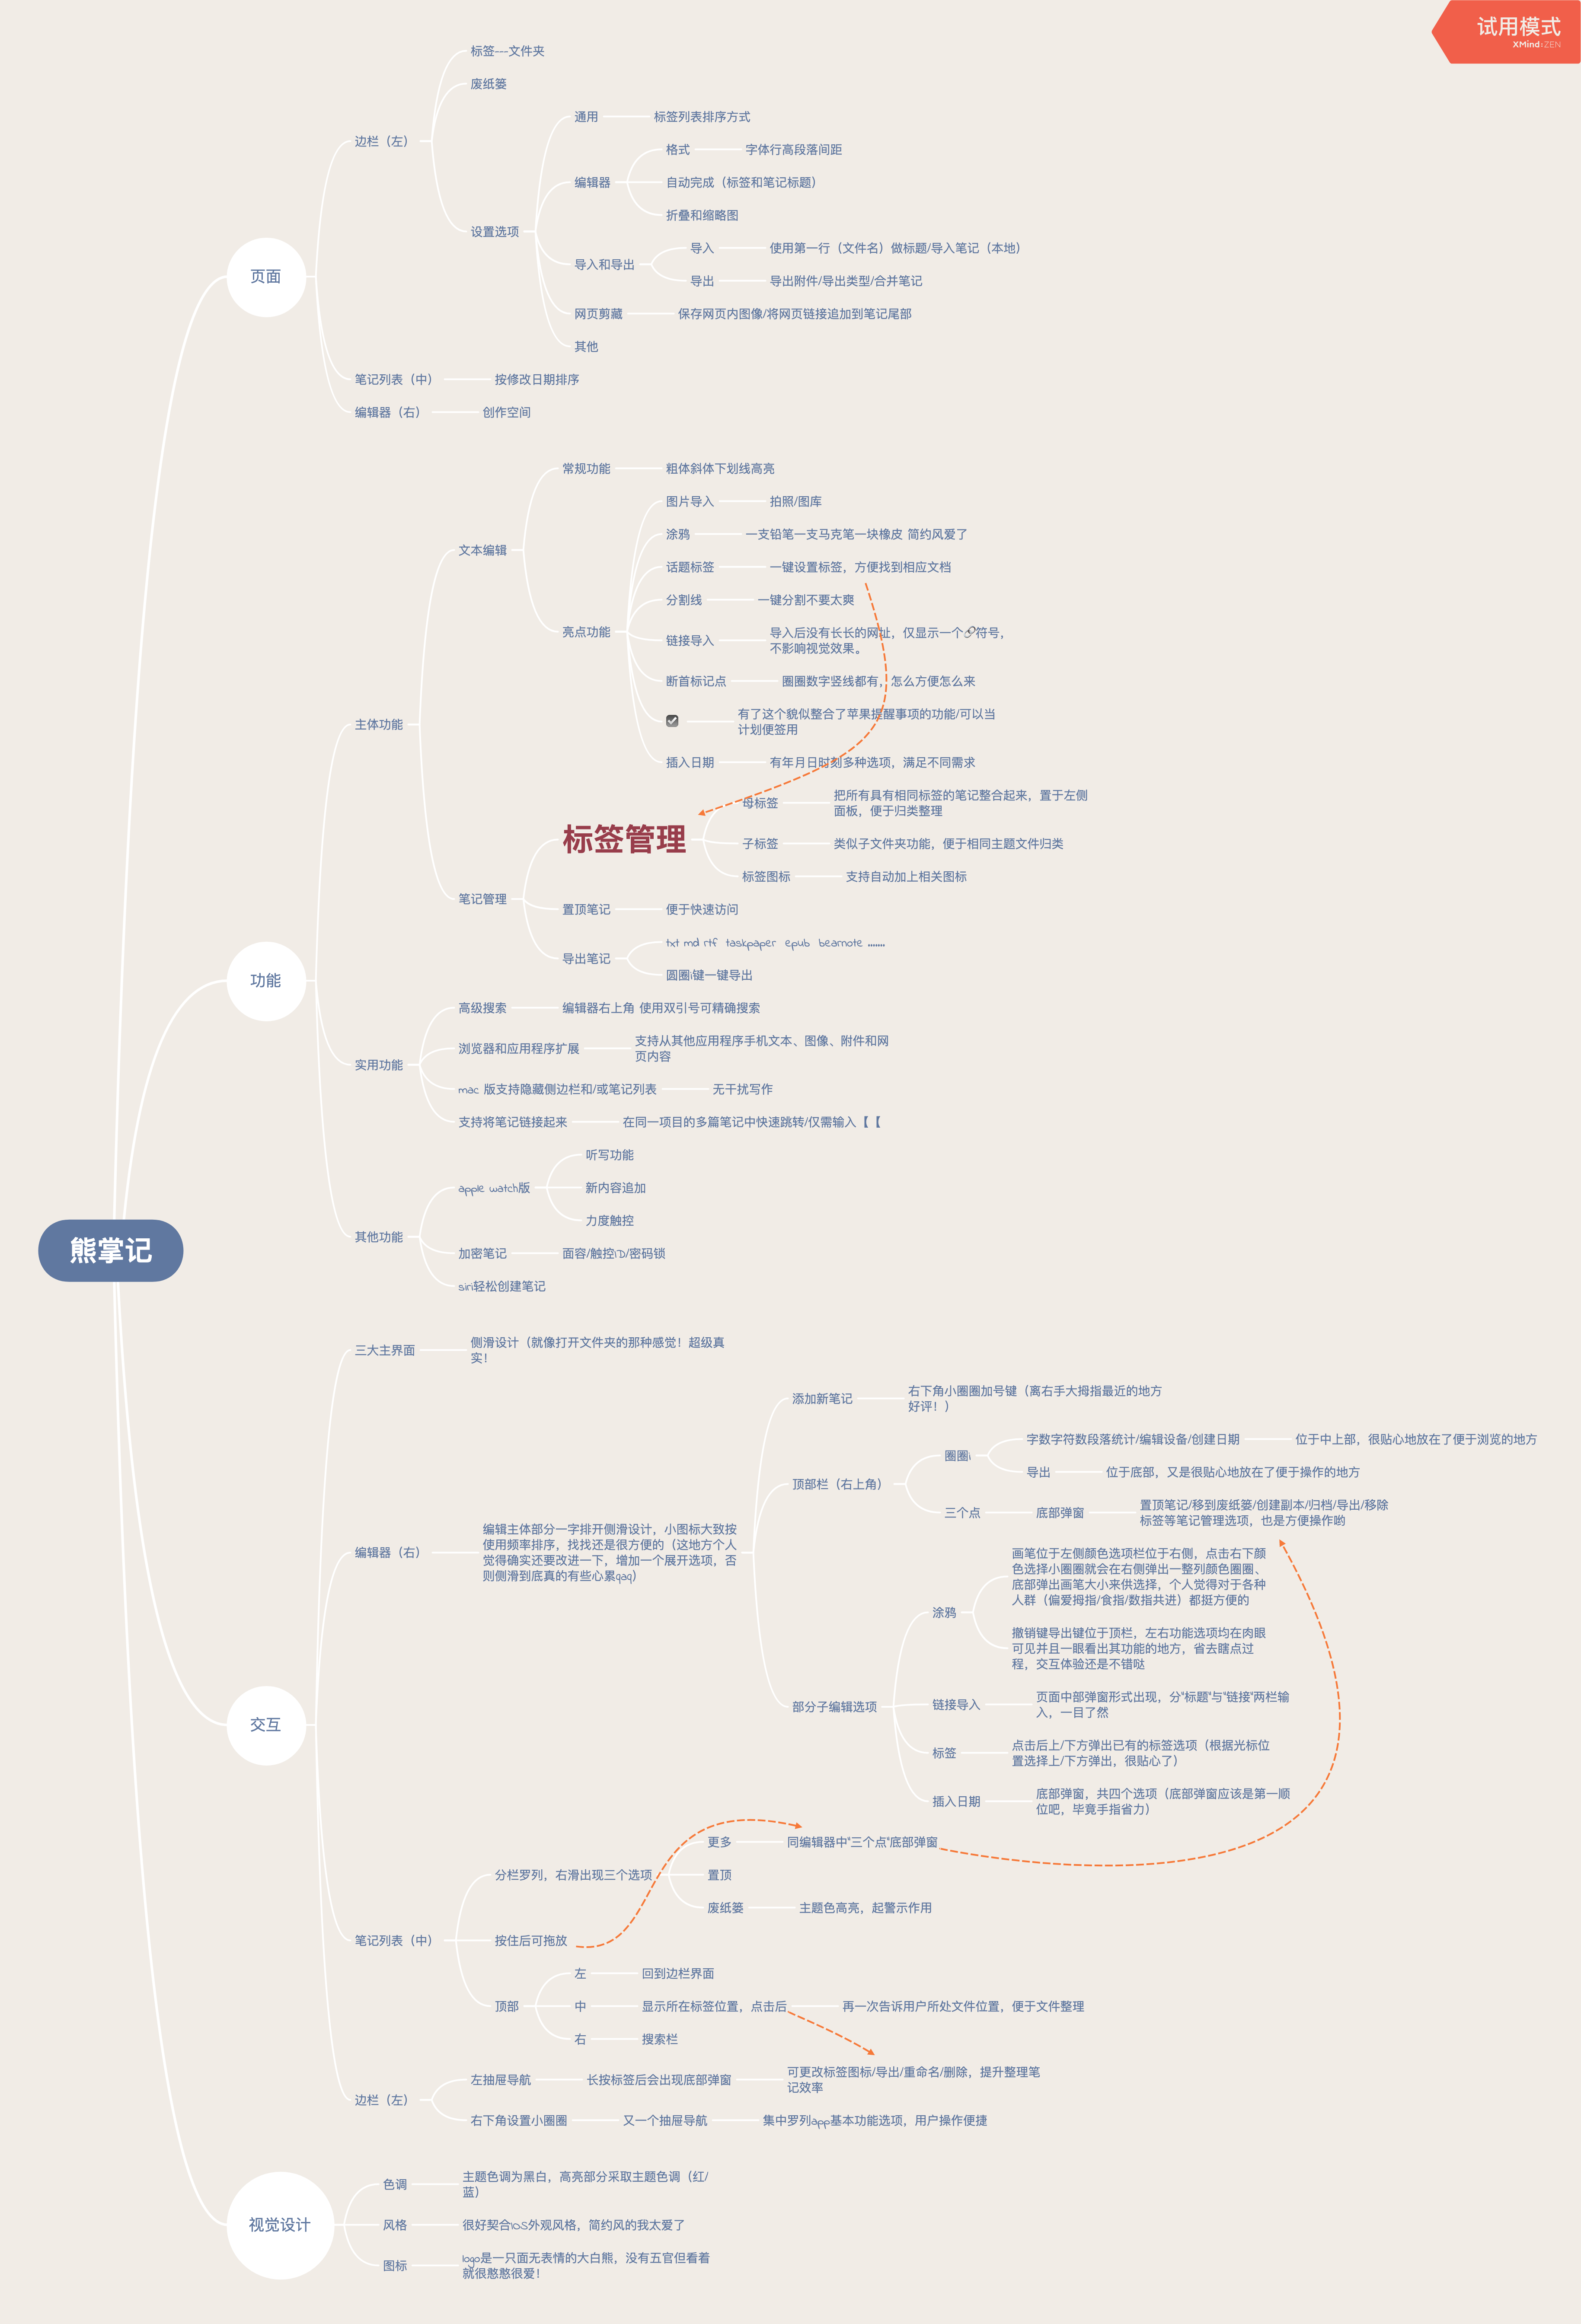 试用模式
XMind:ZEN
熊掌记
页面
边栏（左）
标签---文件夹
废纸篓
设置选项
通用
标签列表排序方式
编辑器
格式
字体行高段落间距
自动完成（标签和笔记标题）
折叠和缩略图
导入和导出
导入
使用第一行（文件名）做标题/导入笔记（本地）
导出
导出附件/导出类型/合并笔记
网页剪藏
保存网页内图像/将网页链接追加到笔记尾部
其他
笔记列表（中）
按修改日期排序
编辑器（右）
创作空间
功能
主体功能
文本编辑
常规功能
粗体斜体下划线高亮
亮点功能
图片导入
拍照/图库
涂鸦
一支铅笔一支马克笔一块橡皮 简约风爱了
话题标签
一键设置标签，方便找到相应文档
分割线
一键分割不要太爽
链接导入
导入后没有长长的网址，仅显示一个🔗符号，
不影响视觉效果。
断首标记点
圈圈数字竖线都有，怎么方便怎么来
☑
有了这个貌似整合了苹果提醒事项的功能/可以当
计划便签用
插入日期
有年月日时刻多种选项，满足不同需求
笔记管理
标签管理
母标签
把所有具有相同标签的笔记整合起来，置于左侧
面板，便于归类整理
子标签
类似子文件夹功能，便于相同主题文件归类
标签图标
支持自动加上相关图标
置顶笔记
便于快速访问
导出笔记
txt md rtf taskpaper epub bearnote .......
圆圈i键一键导出
实用功能
高级搜索
编辑器右上角 使用双引号可精确搜索
浏览器和应用程序扩展
支持从其他应用程序手机文本、图像、附件和网
页内容
mac 版支持隐藏侧边栏和/或笔记列表
无干扰写作
支持将笔记链接起来
在同一项目的多篇笔记中快速跳转/仅需输入【【
其他功能
apple watch版
听写功能
新内容追加
力度触控
加密笔记
面容/触控iD/密码锁
siri轻松创建笔记
交互
三大主界面
侧滑设计（就像打开文件夹的那种感觉！超级真
实！
编辑器（右）
编辑主体部分一字排开侧滑设计，小图标大致按
使用频率排序，找找还是很方便的（这地方个人
觉得确实还要改进一下，增加一个展开选项，否
则侧滑到底真的有些心累qaq）
添加新笔记
右下角小圈圈加号键（离右手大拇指最近的地方
好评！）
顶部栏（右上角）
圈圈i
字数字符数段落统计/编辑设备/创建日期
位于中上部，很贴心地放在了便于浏览的地方
导出
位于底部，又是很贴心地放在了便于操作的地方
三个点
底部弹窗
置顶笔记/移到废纸篓/创建副本/归档/导出/移除
标签等笔记管理选项，也是方便操作哟
部分子编辑选项
涂鸦
画笔位于左侧颜色选项栏位于右侧，点击右下颜
色选择小圈圈就会在右侧弹出一整列颜色圈圈、
底部弹出画笔大小来供选择，个人觉得对于各种
人群（偏爱拇指/食指/数指共进）都挺方便的
撤销键导出键位于顶栏，左右功能选项均在肉眼
可见并且一眼看出其功能的地方，省去瞎点过
程，交互体验还是不错哒
链接导入
页面中部弹窗形式出现，分"标题"与"链接"两栏输
入，一目了然
标签
点击后上/下方弹出已有的标签选项（根据光标位
置选择上/下方弹出，很贴心了）
插入日期
底部弹窗，共四个选项（底部弹窗应该是第一顺
位吧，毕竟手指省力）
笔记列表（中）
分栏罗列，右滑出现三个选项
更多
同编辑器中"三个点"底部弹窗
置顶
废纸篓
主题色高亮，起警示作用
按住后可拖放
顶部
左
回到边栏界面
中
显示所在标签位置，点击后
再一次告诉用户所处文件位置，便于文件整理
右
搜索栏
边栏（左）
左抽屉导航
长按标签后会出现底部弹窗
可更改标签图标/导出/重命名/删除，提升整理笔
记效率
右下角设置小圈圈
又一个抽屉导航
集中罗列app基本功能选项，用户操作便捷
视觉设计
色调
主题色调为黑白，高亮部分采取主题色调（红/
蓝）
风格
很好契合iOS外观风格，简约风的我太爱了
图标
logo是一只面无表情的大白熊，没有五官但看着
就很憨憨很爱！